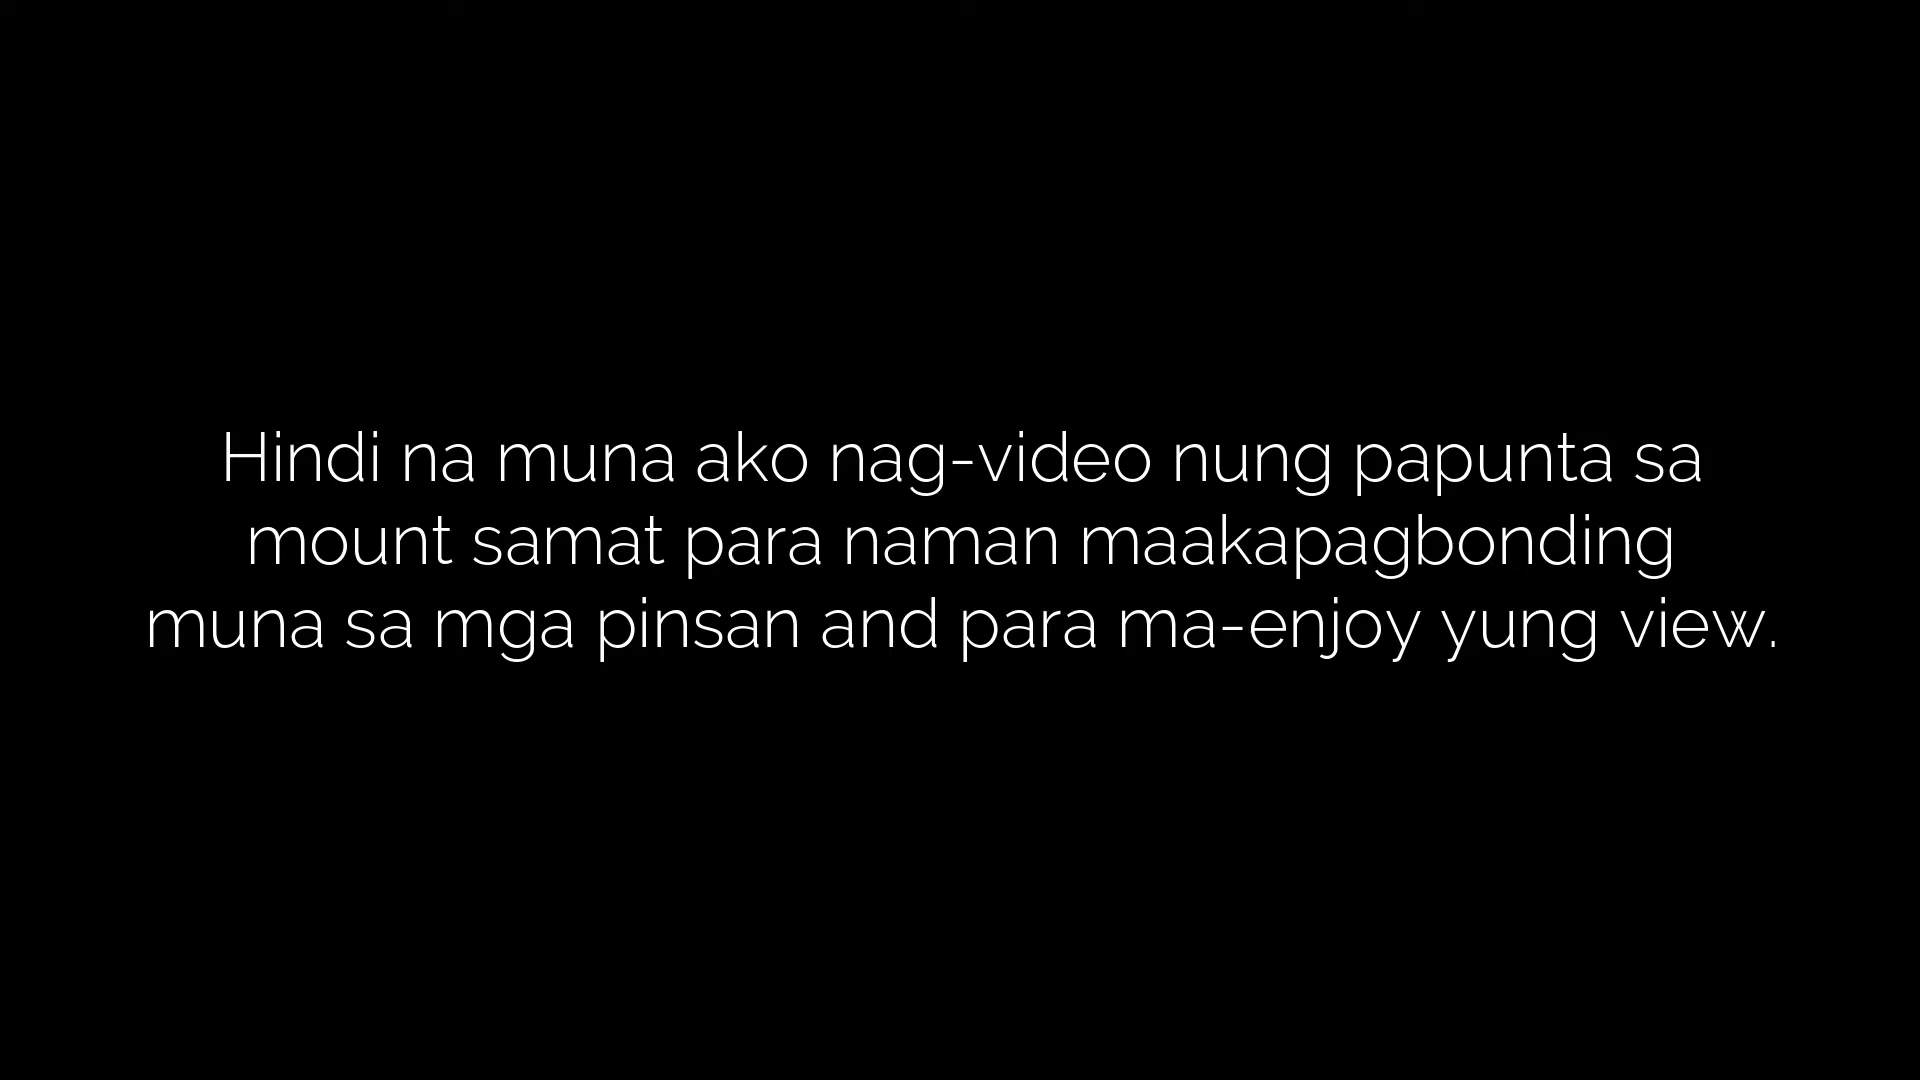 Hindi na muna ako nag-video nung papunta sa
mount samat para naman maakapagbonding
muna sa mga pinsan and para ma-enjoy yung view.